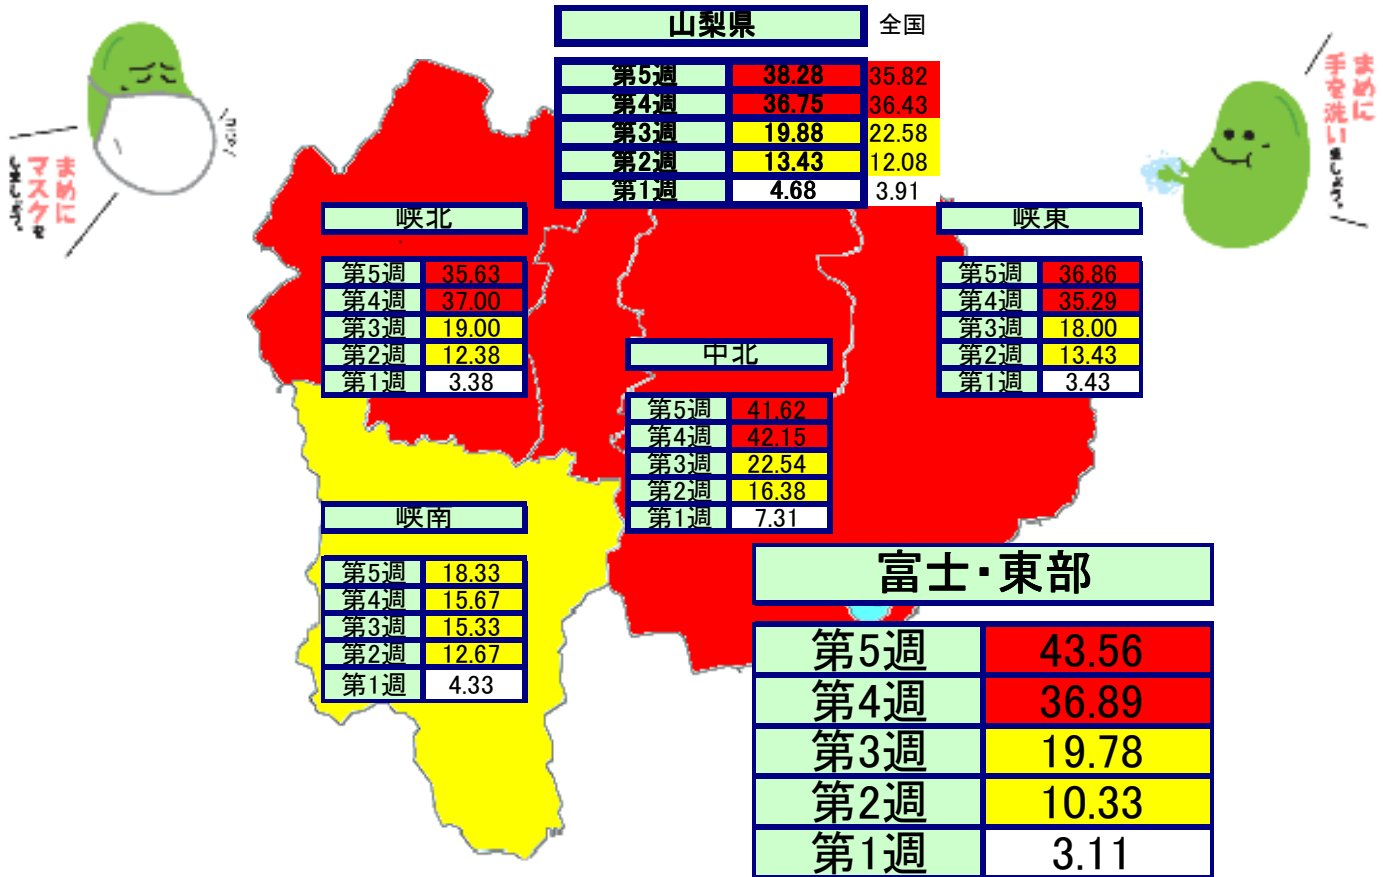 山梨県 全国
第5週 38.28 35.82
第4週 36.75 36.43
第3週 19.88 22.58
第2週 13.43 12.08
第1週 4.68 3.91
まめに
マスクを
しましょう。
まめに
手を洗い
ましょう。
峡北
第5週 35.63
第4週 37.00
第3週 19.00
第2週 12.38
第1週 3.38
峡東
第5週 36.86
第4週 35.29
第3週 18.00
第2週 13.43
第1週 3.43
中北
第5週 41.62
第4週 42.15
第3週 22.54
第2週 16.38
第1週 7.31
峡南
第5週 18.33
第4週 15.67
第3週 15.33
第2週 12.67
第1週 4.33
富士・東部
第5週 43.56
第4週 36.89
第3週 19.78
第2週 10.33
第1週 3.11